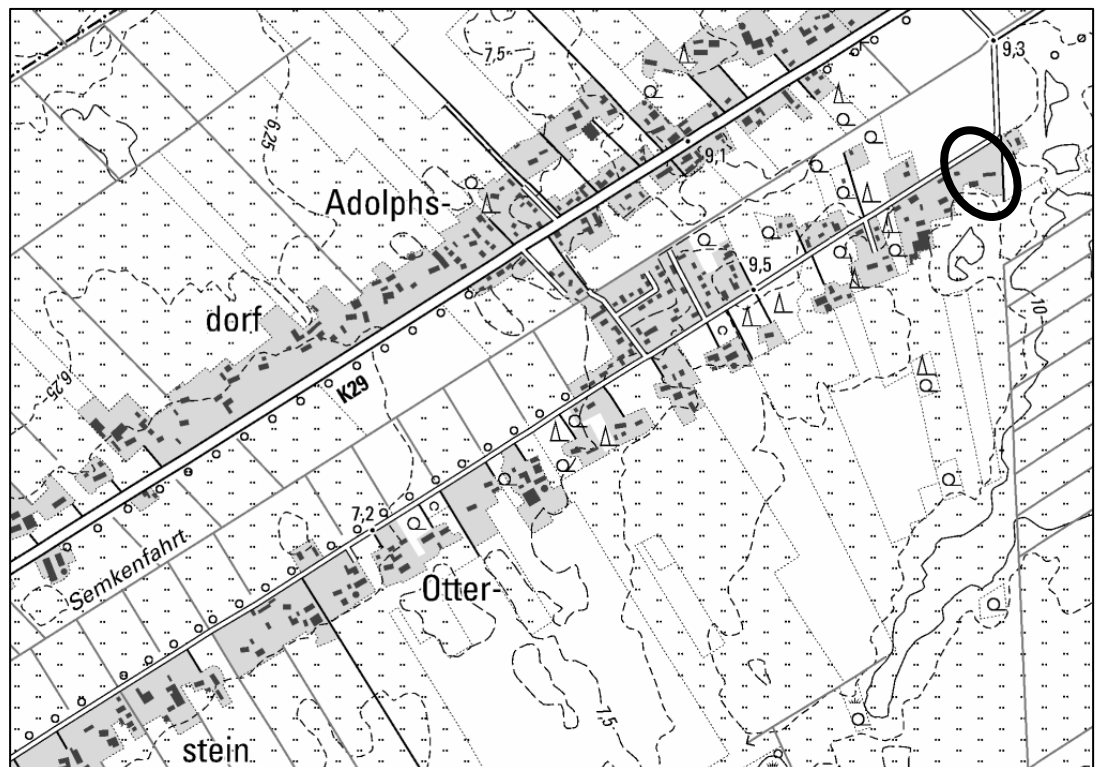 7,5
9,3
6,25
9,1
Adolphs-
9,5
dorf
10
6,25
K29
7,2
Semkenfahrt
Otter-
7,5
stein